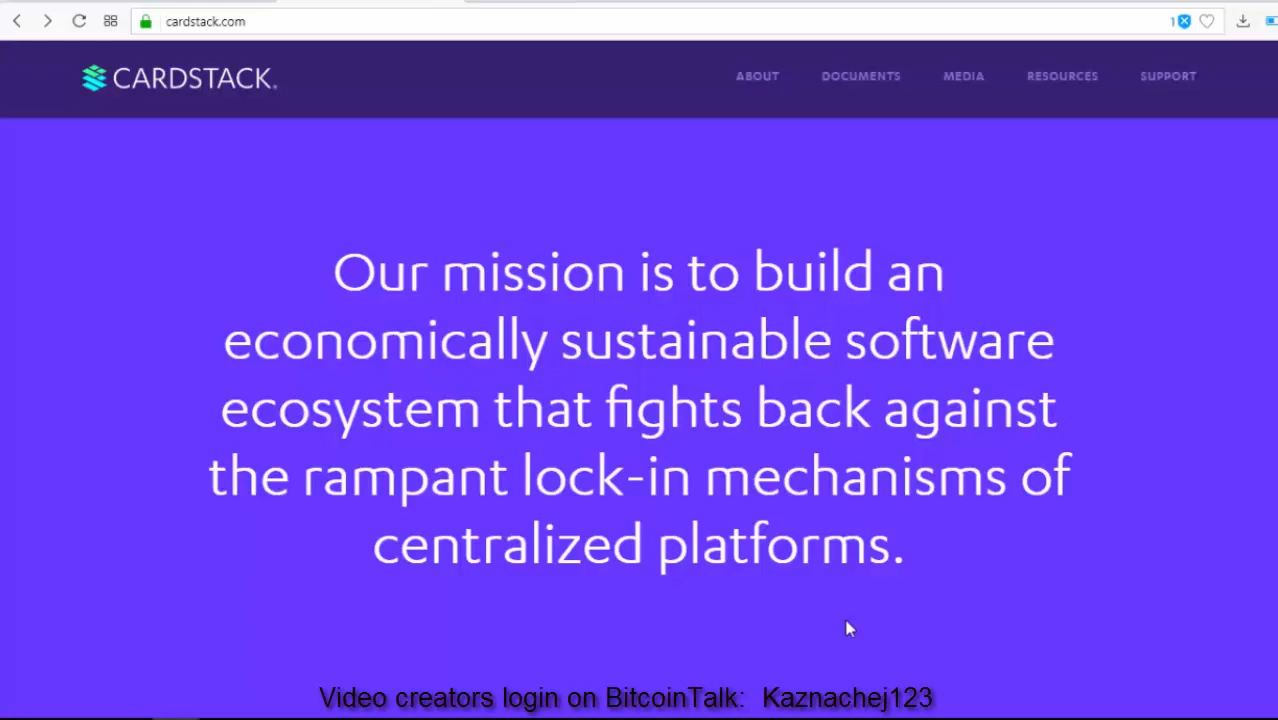 cardstack.com
1
CARDSTACK.
ABOUT DOCUMENTS MEDIA RESOURCES SUPPORT
Our mission is to build an
economically sustainable software
ecosystem that fights back against
the rampant lock-in mechanisms of
centralized platforms.
Video creators login on BitcoinTalk: Kaznachej123